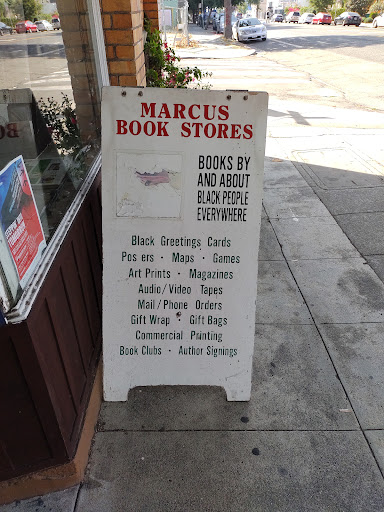 MARCUS
BOOK STORES
BOOKS BY
AND ABOUT
BLACK PEOPLE
EVERYWHERE
Black Greetings Cards
Pos ers · Maps · Games
Art Prints · Magazines
Audio/Video Tapes
Mail/Phone Orders
Gift Wrap · Gift Bags
Commercial Printing
Book Clubs · Author Signings